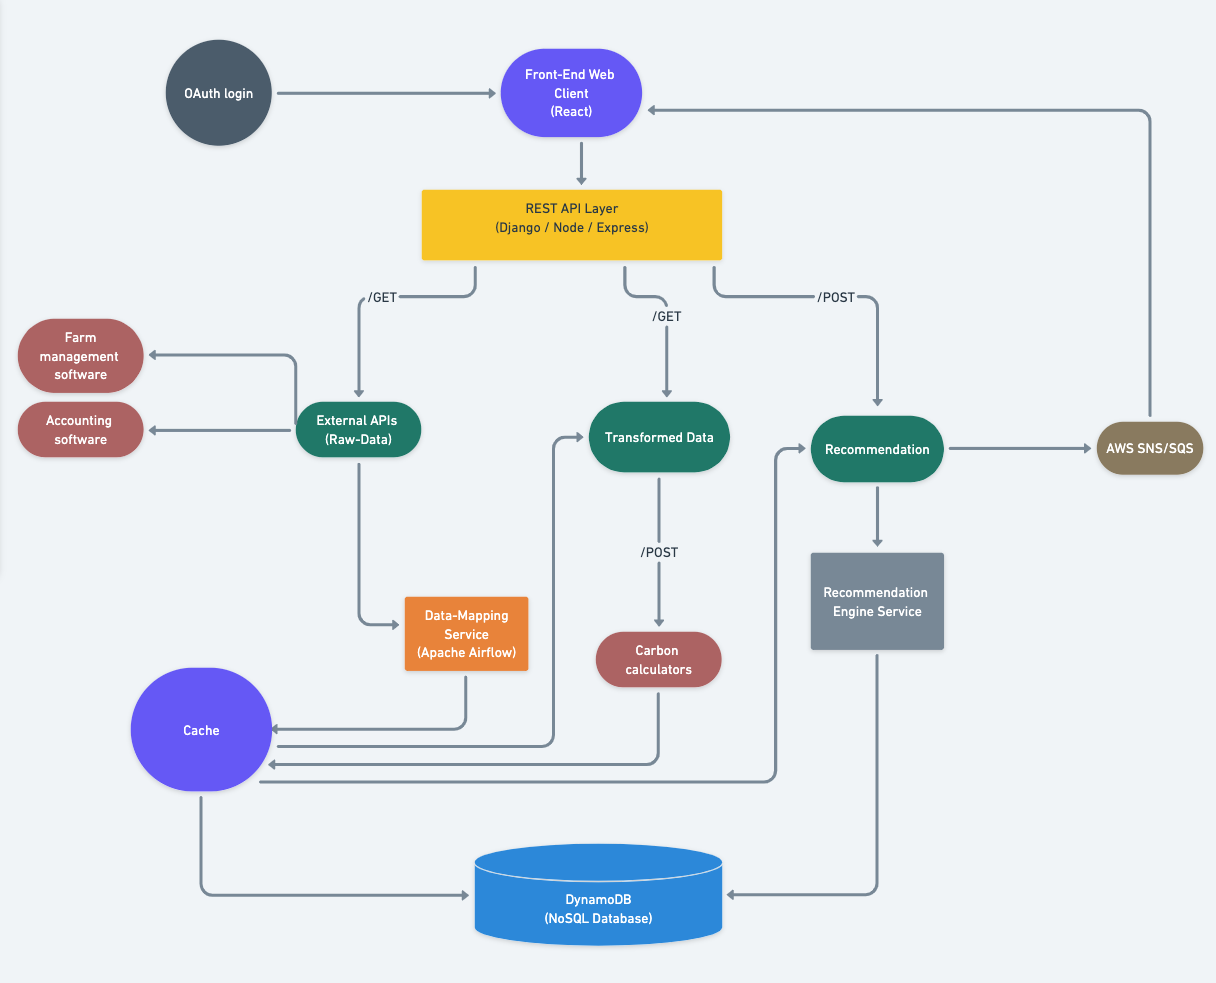 OAuth login
Front-End Web
Client
(React)
REST API Layer
(Django / Node / Express)
/GET
/GET
/POST
Farm
management
software
Accounting
software
External APIs
(Raw-Data)
Transformed Data
Recommendation
AWS SNS/SQS
/POST
Recommendation
Engine Service
Data-Mapping
Service
(Apache Airflow)
Carbon
calculators
Cache
DynamoDB
(NoSQL Database)